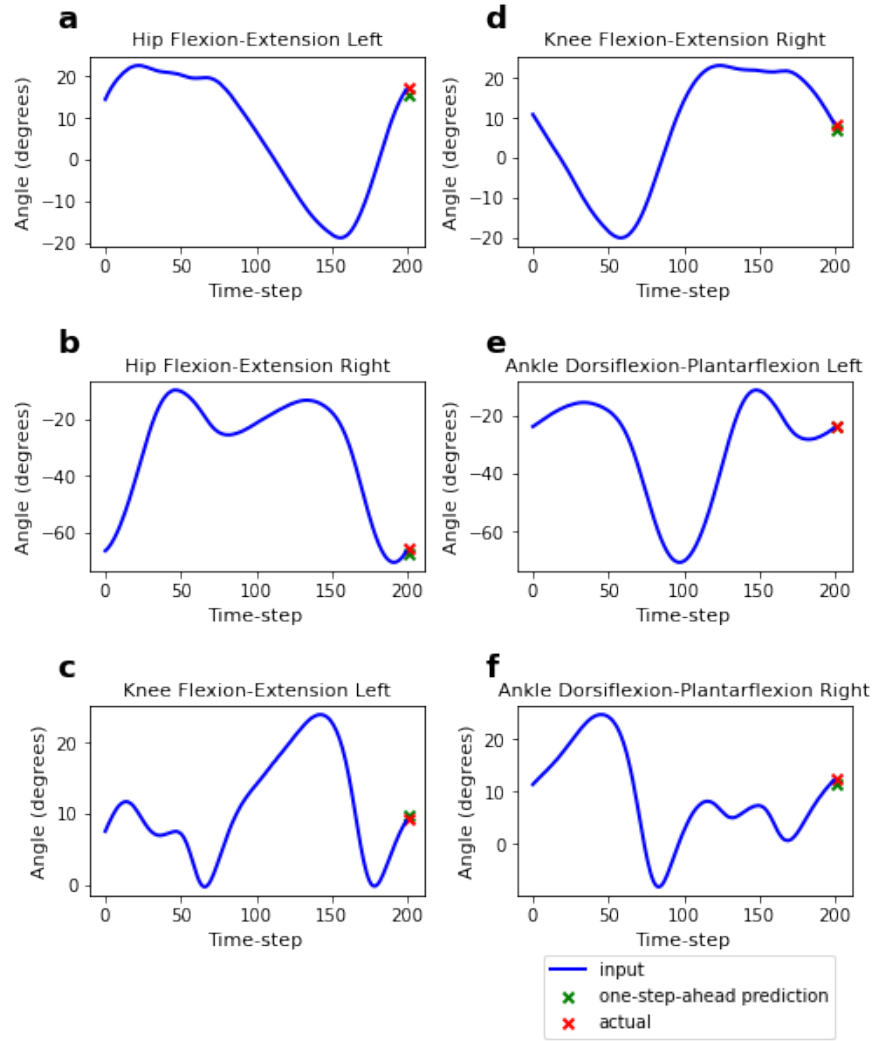 a
Hip Flexion-Extension Left
Angle (degrees)
20
10
0
−10
−20
0 50 100 150 200
Time-step
d
Knee Flexion-Extension Right
Angle (degrees)
20
10
0
−10
−20
0 50 100 150 200
Time-step
b
Hip Flexion-Extension Right
Angle (degrees)
−20
−40
−60
0 50 100 150 200
Time-step
e
Ankle Dorsiflexion-Plantarflexion Left
Angle (degrees)
−20
−40
−60
0 50 100 150 200
Time-step
c
Knee Flexion-Extension Left
Angle (degrees)
20
10
0
0 50 100 150 200
Time-step
f
Ankle Dorsiflexion-Plantarflexion Right
Angle (degrees)
20
10
0
0 50 100 150 200
Time-step
input
one-step-ahead prediction
actual